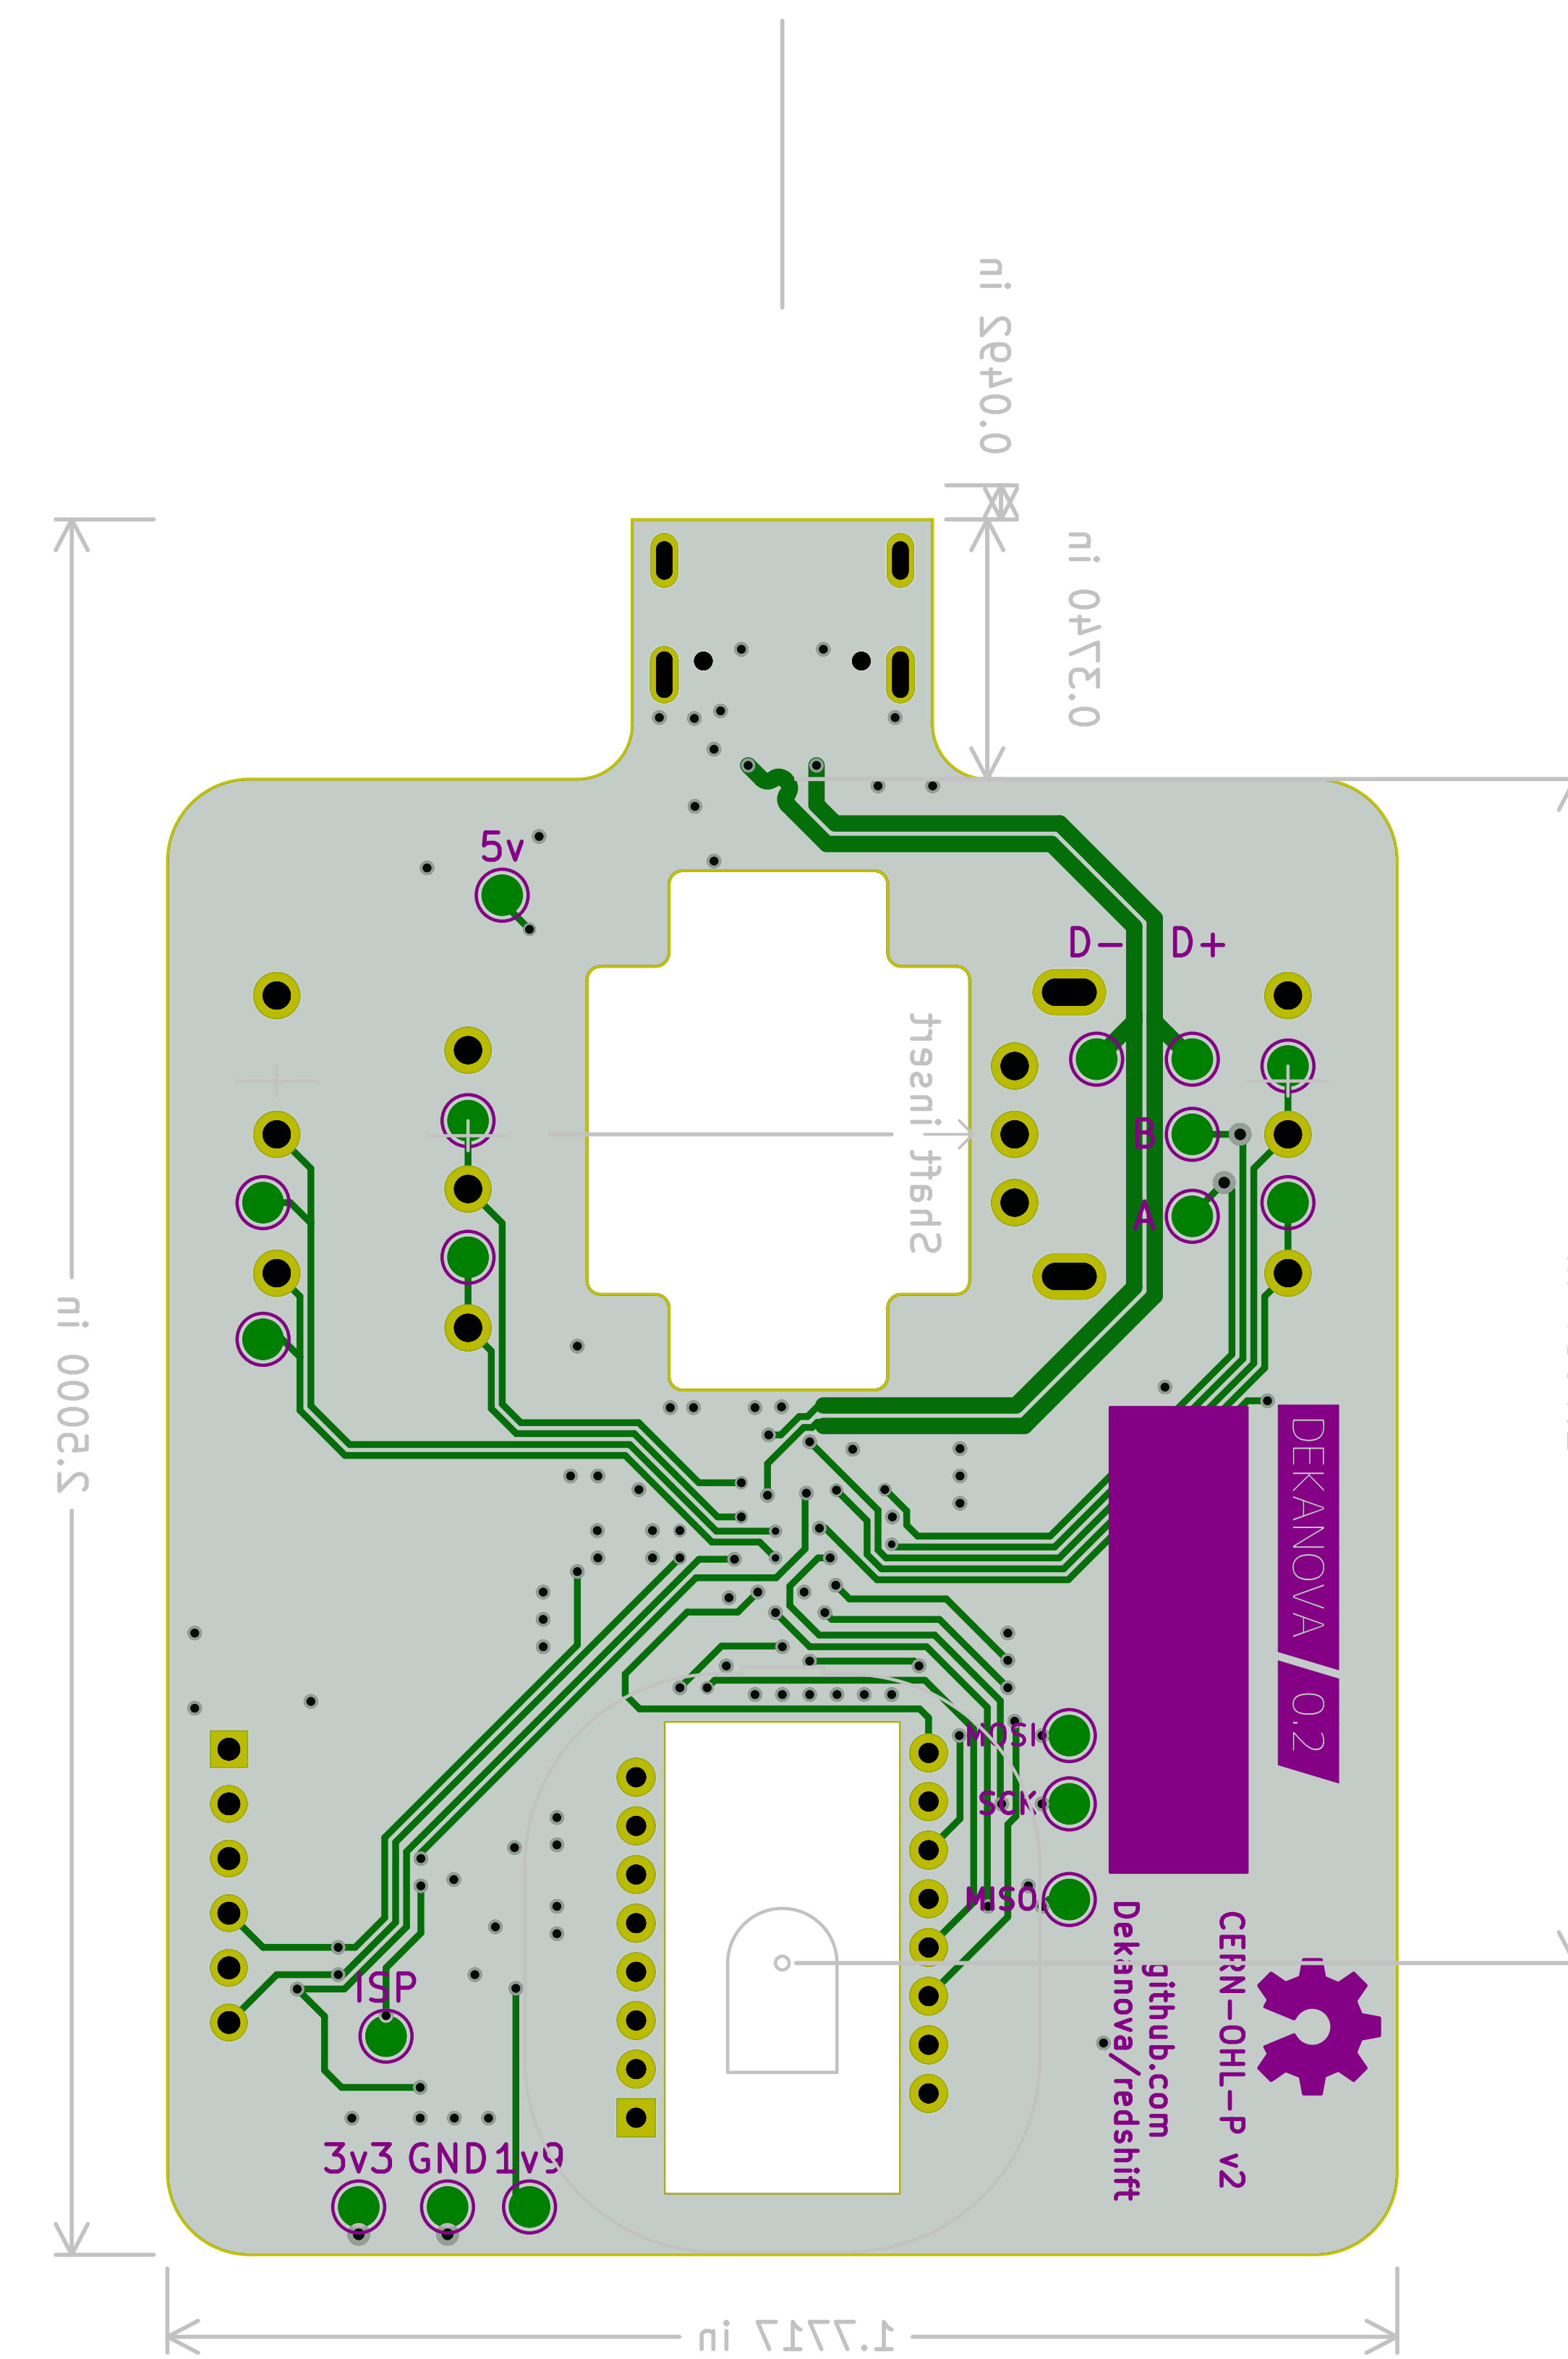 0.0492 in
0.3740 in
5v
D- D+
B
A
Shaft insert
2.5000 in
DEKANOVA / 0.2
MOSI
SCK
MISO
ISP
github.com
Dekanova/redshift
CERN-OHL-P v2
3v3 GND 1v9
1.7717 in